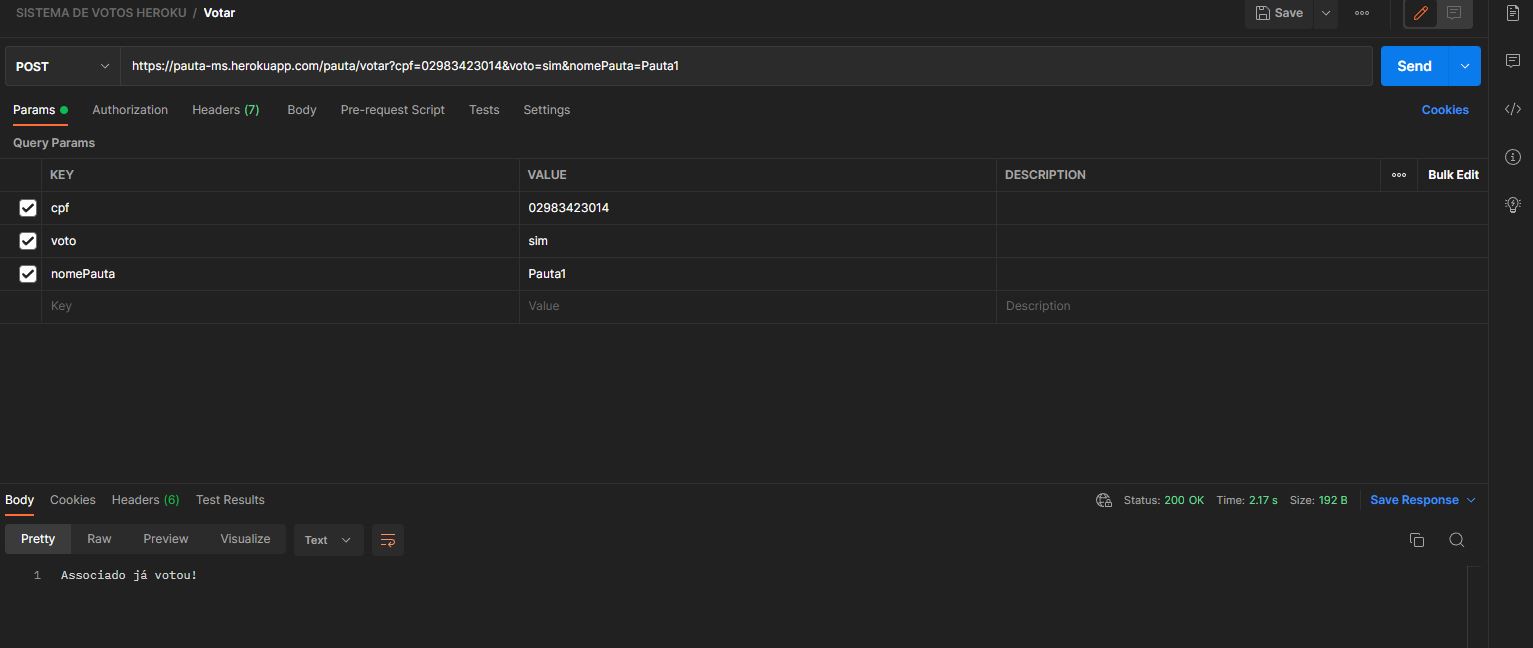 SISTEMA DE VOTOS HEROKU / Votar
Save
POST
https://pauta-ms.herokuapp.com/pauta/votar?cpf=02983423014&voto=sim&nomePauta=Pauta1
Send
Params Authorization Headers (7) Body Pre-request Script Tests Settings Cookies
Query Params
KEY VALUE DESCRIPTION Bulk Edit
cpf 02983423014
voto sim
nomePauta Pauta1
Key Value Description
Body Cookies Headers (6) Test Results Status: 200 OK Time: 2.17 s Size: 192 B Save Response
Pretty Raw Preview Visualize Text
1 Associado já votou!